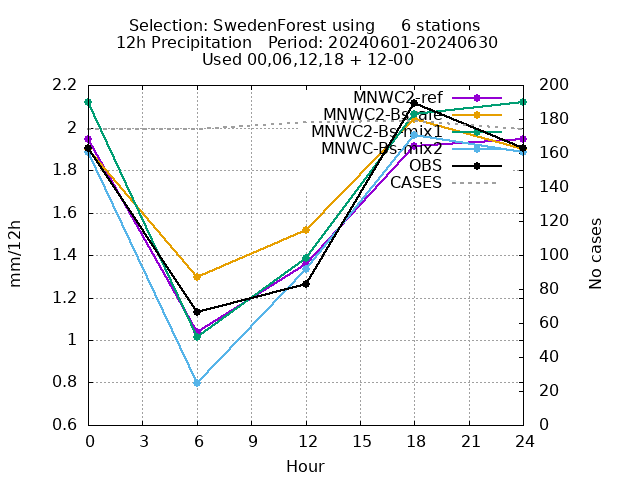 Selection: SwedenForest using 6 stations
12h Precipitation Period: 20240601-20240630
Used 00,06,12,18 + 12-00
2.2
2
1.8
1.6
1.4
1.2
1
0.8
0.6
mm/12h
200
180
160
140
120
100
80
60
40
20
0
No cases
MNWC2-ref
MNWC2-Bs-mix1
MNWC-Bs-mix2
OBS
CASES
0 3 6 9 12 15 18 21 24
Hour